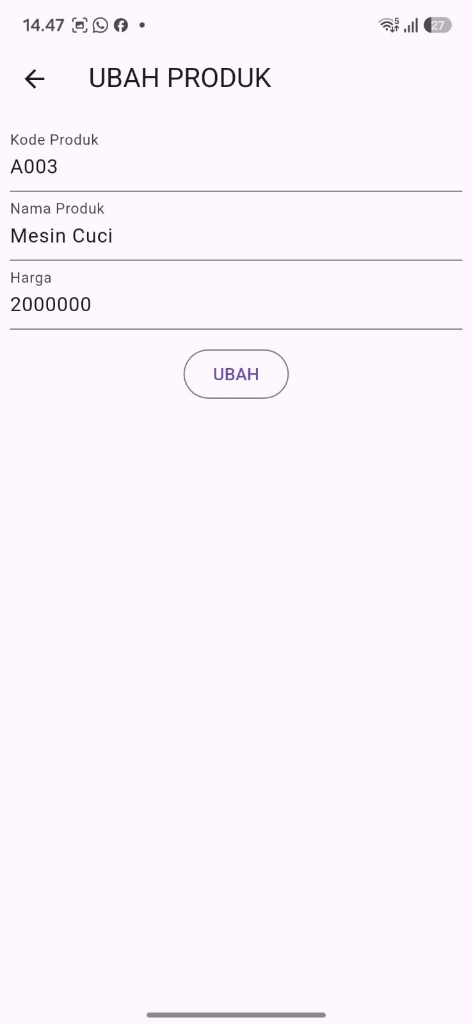 14.47
27
UBAH PRODUK
Kode Produk
A003
Nama Produk
Mesin Cuci
Harga
2000000
UBAH